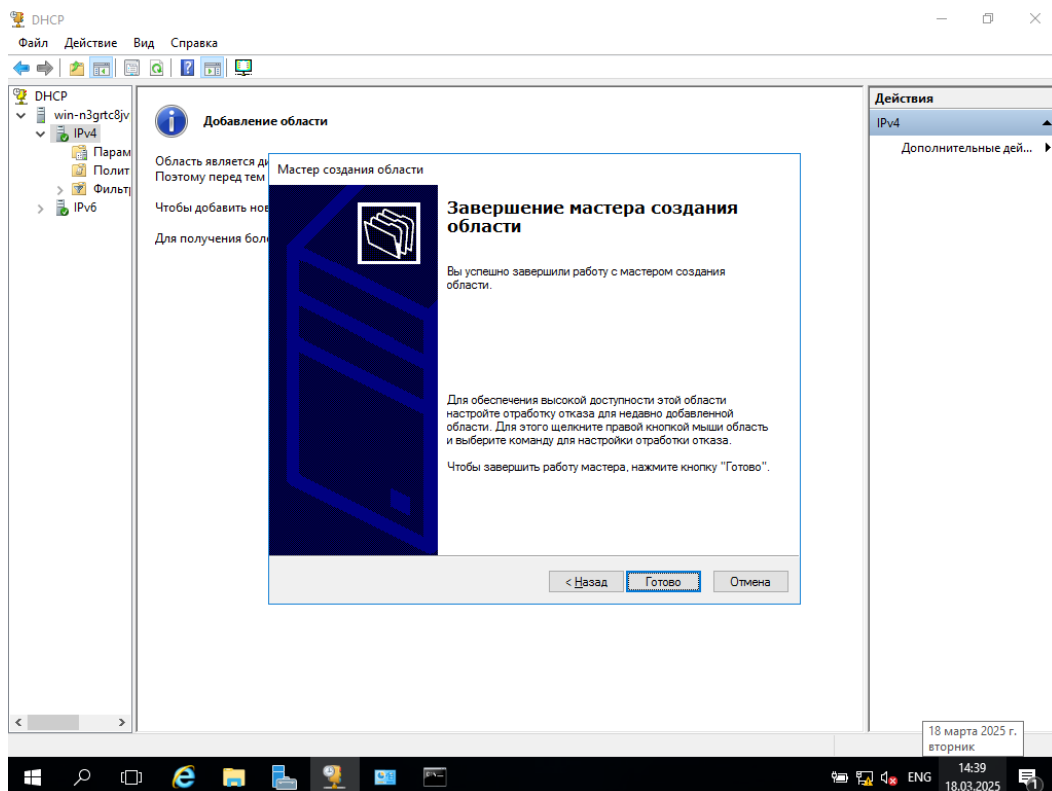 DHCP
Файл Действие Вид Справка
DHCP
win-n3grtc8jv
IPv4
Парам
Полит
Фильт
IPv6
Добавление области
Область является ди
Поэтому перед тем
Чтобы добавить нов
Для получения бол
Мастер создания области
Завершение мастера создания
области
Вы успешно завершили работу с мастером создания
области.
Для обеспечения высокой доступности этой области
настройте отработку отказа для недавно добавленной
области. Для этого щелкните правой кнопкой мыши область
и выберите команду для настройки отработки отказа.
Чтобы завершить работу мастера, нажмите кнопку "Готово".
< Назад Готово Отмена
Действия
IPv4
Дополнительные дей...
18 марта 2025 г.
вторник
ENG
14:39
18.03.2025
1